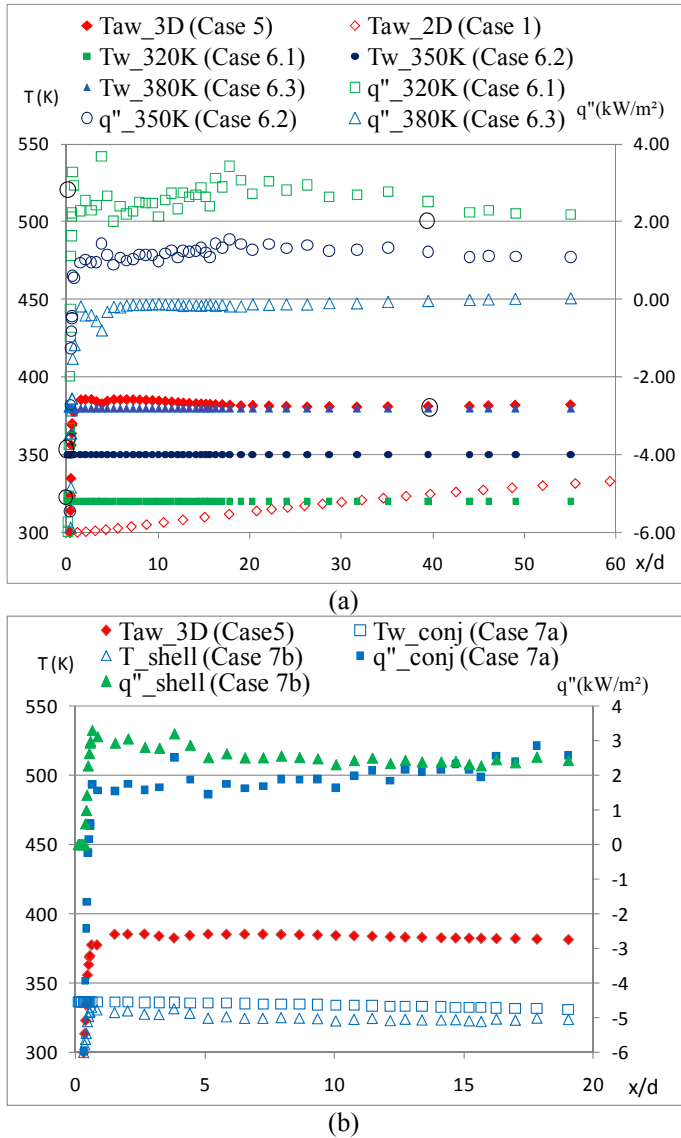 Taw_3D (Case 5) Taw_2D (Case 1)
Tw_320K (Case 6.1) Tw_350K (Case 6.2)
Tw_380K (Case 6.3) q"_320K (Case 6.1)
T (K) q"_350K (Case 6.2) q"_380K (Case 6.3) q"(kW/m²)
550 4.00
500 2.00
450 0.00
400 -2.00
350 -4.00
300 -6.00
0 10 20 30 40 50 60
x/d
(a)
Taw_3D (Case5) Tw_conj (Case 7a)
T (K) T_shell (Case 7b) q"_conj (Case 7a)
q"_shell (Case 7b) q"(kW/m²)
550 4
3
500 2
1
450 0
-1
400 -2
-3
350 -4
-5
300 -6
0 5 10 15 20
x/d
(b)